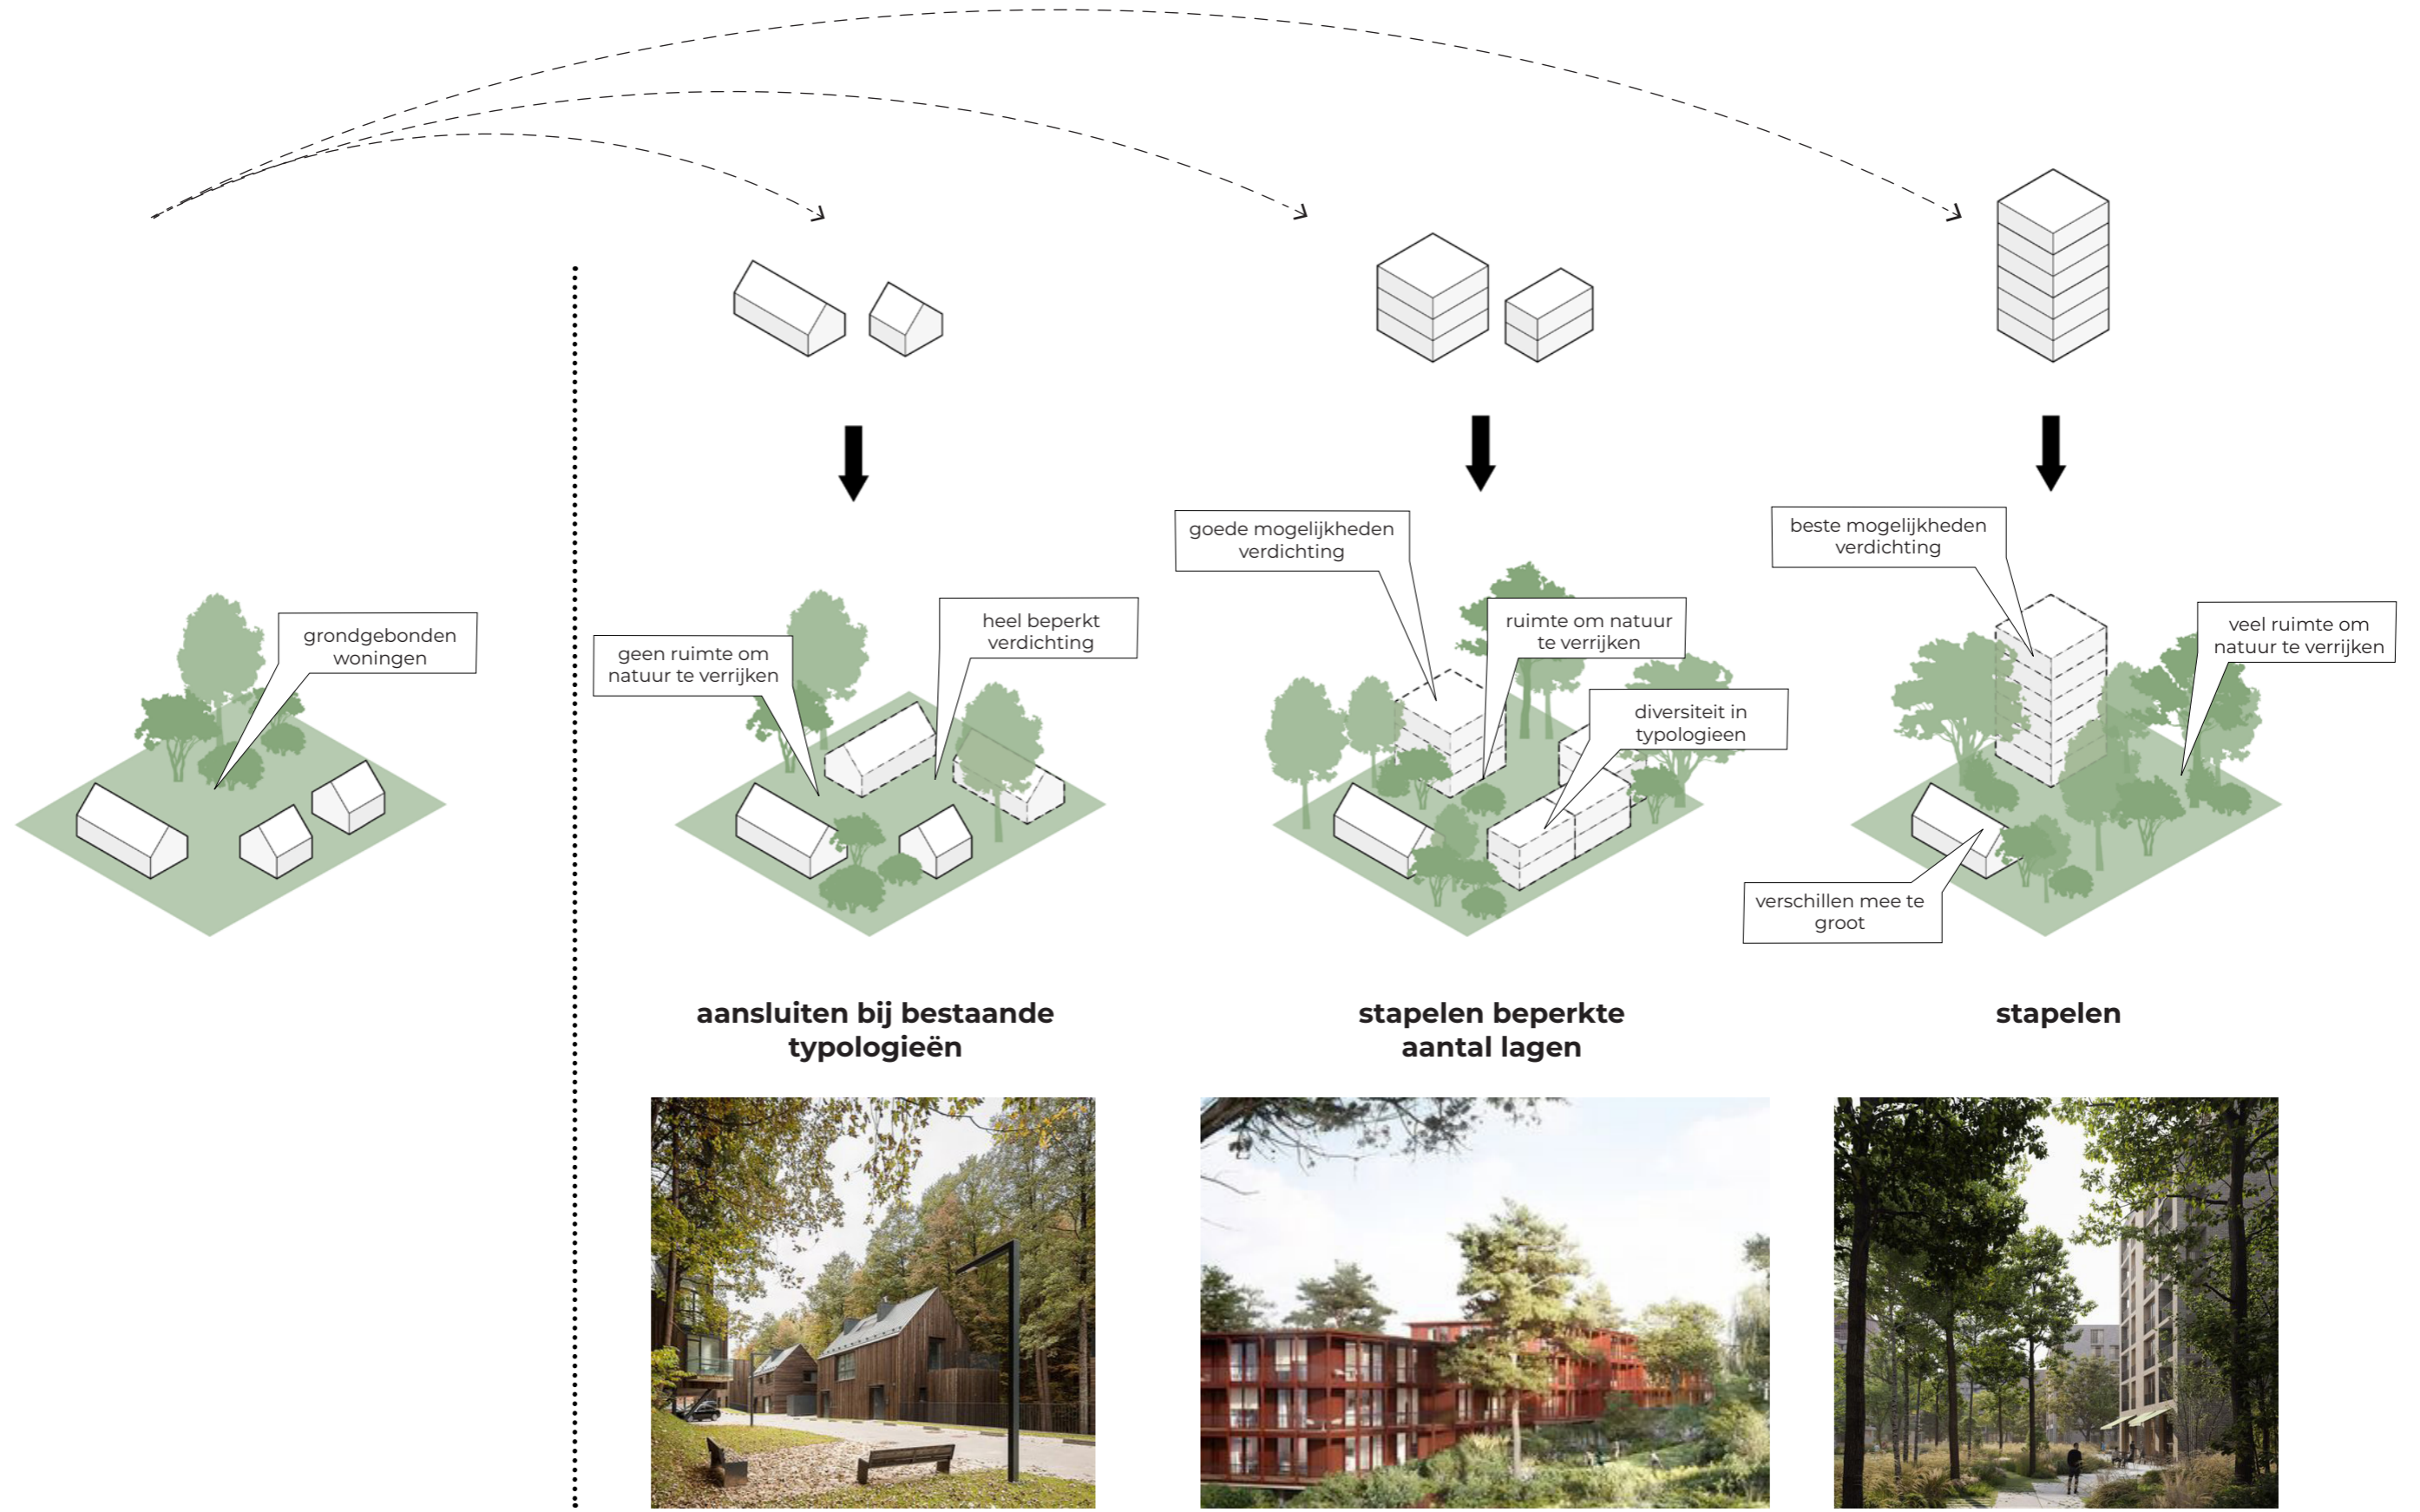 goede mogelijkheden
verdichting
beste mogelijkheden
verdichting
grondgebonden
woningen
geen ruimte om
natuur te verrijken
heel beperkt
verdichting
ruimte om natuur
te verrijken
diversiteit in
typologieen
veel ruimte om
natuur te verrijken
verschillen mee te
groot
aansluiten bij bestaande
typologieën
stapelen beperkte
aantal lagen
stapelen